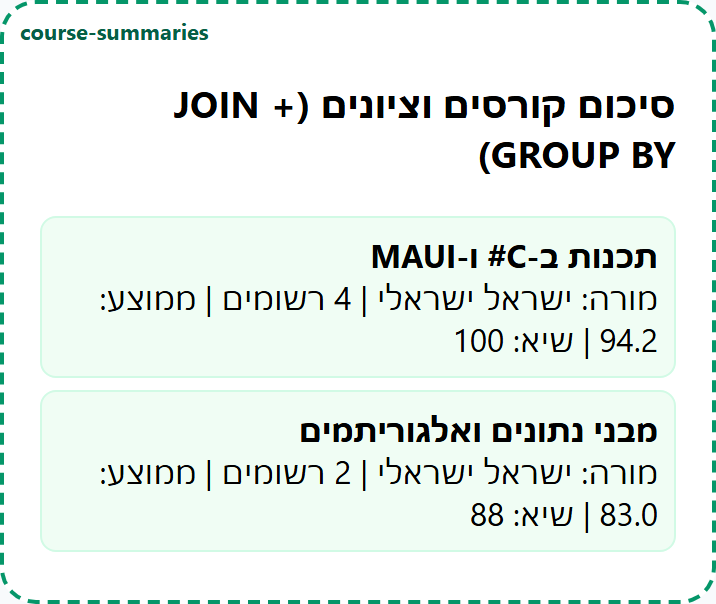 course-summaries
סיכום קורסים וציונים (JOIN +
GROUP BY)
תכנות ב-C# ו-MAUI
מורה: ישראל ישראלי | 4 רשומים | ממוצע:
94.2 | שיא: 100
מבני נתונים ואלגוריתמים
מורה: ישראל ישראלי | 2 רשומים | ממוצע:
83.0 | שיא: 88